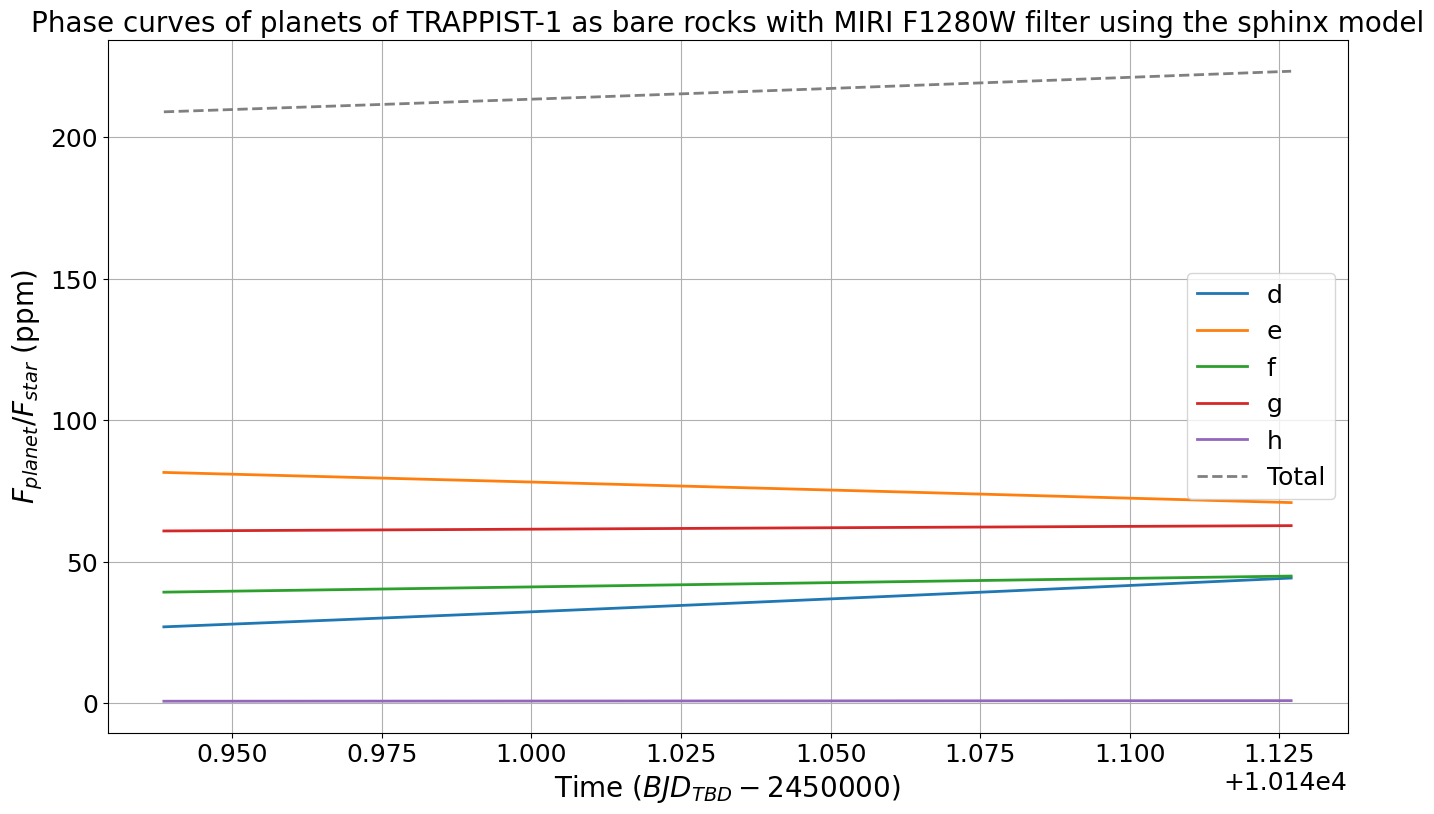 Phase curves of planets of TRAPPIST-1 as bare rocks with MIRI F1280W filter using the sphinx model
200
150
100
50
0
F_planet/F_star (ppm)
d
e
f
g
h
Total
0.950 0.975 1.000 1.025 1.050 1.075 1.100 1.125
+1.014e4
Time (BJD_TBD − 2450000)